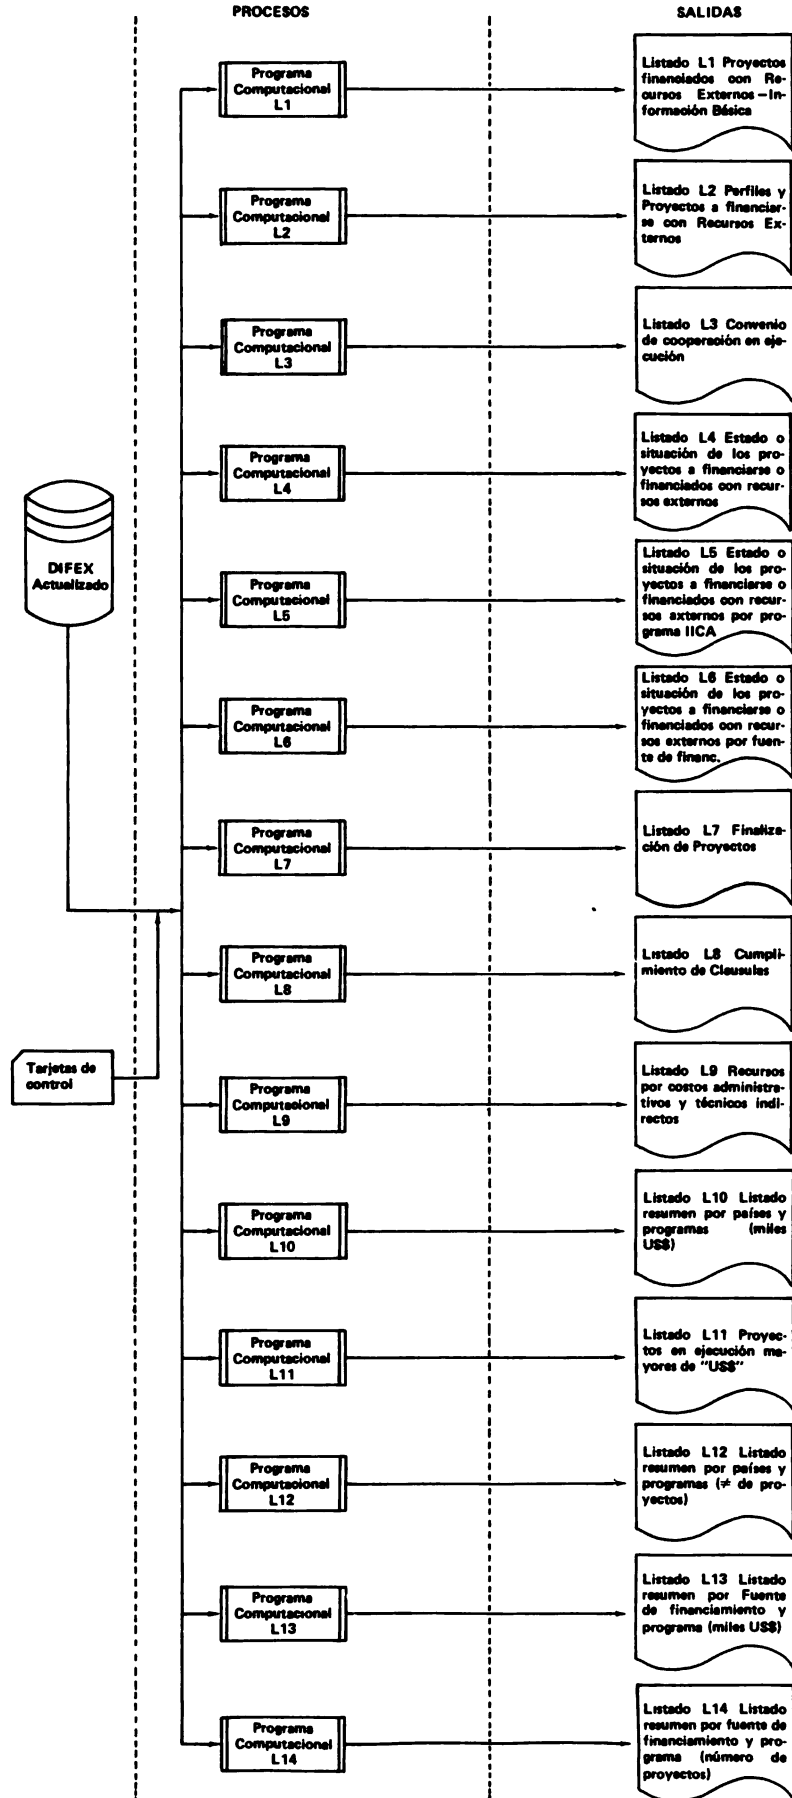 PROCESOS
SALIDAS
Programa
Computacional
L1
Listado L1 Proyectos
financiados con Re-
cursos Externos – In-
formación Básica
Programa
Computacional
L2
Listado L2 Perfiles y
Proyectos a financiar-
se con Recursos Ex-
ternos
Programa
Computacional
L3
Listado L3 Convenio
de cooperación en eje-
cución
Programa
Computacional
L4
Listado L4 Estado o
situación de los pro-
yectos a financiarse o
financiados con recur-
sos externos
DIFEX
Actualizado
Programa
Computacional
L5
Listado L5 Estado o
situación de los pro-
yectos a financiarse o
financiados con recur-
sos externos por pro-
grama IICA
Programa
Computacional
L6
Listado L6 Estado o
situación de los pro-
yectos a financiarse o
financiados con recur-
sos externos por fuen-
te de financ.
Programa
Computacional
L7
Listado L7 Finaliza-
ción de Proyectos
Programa
Computacional
L8
Listado L8 Cumpli-
miento de Clausulas
Tarjetas de
control
Programa
Computacional
L9
Listado L9 Recursos
por costos administra-
tivos y técnicos indi-
rectos
Programa
Computacional
L10
Listado L10 Listado
resumen por países y
programas (miles
US$)
Programa
Computacional
L11
Listado L11 Proyec-
tos en ejecución ma-
yores de "US$"
Programa
Computacional
L12
Listado L12 Listado
resumen por países y
programas (≠ de pro-
yectos)
Programa
Computacional
L13
Listado L13 Listado
resumen por Fuente
de financiamiento y
programa (miles US$)
Programa
Computacional
L14
Listado L14 Listado
resumen por fuente de
financiamiento y pro-
grama (número de
proyectos)